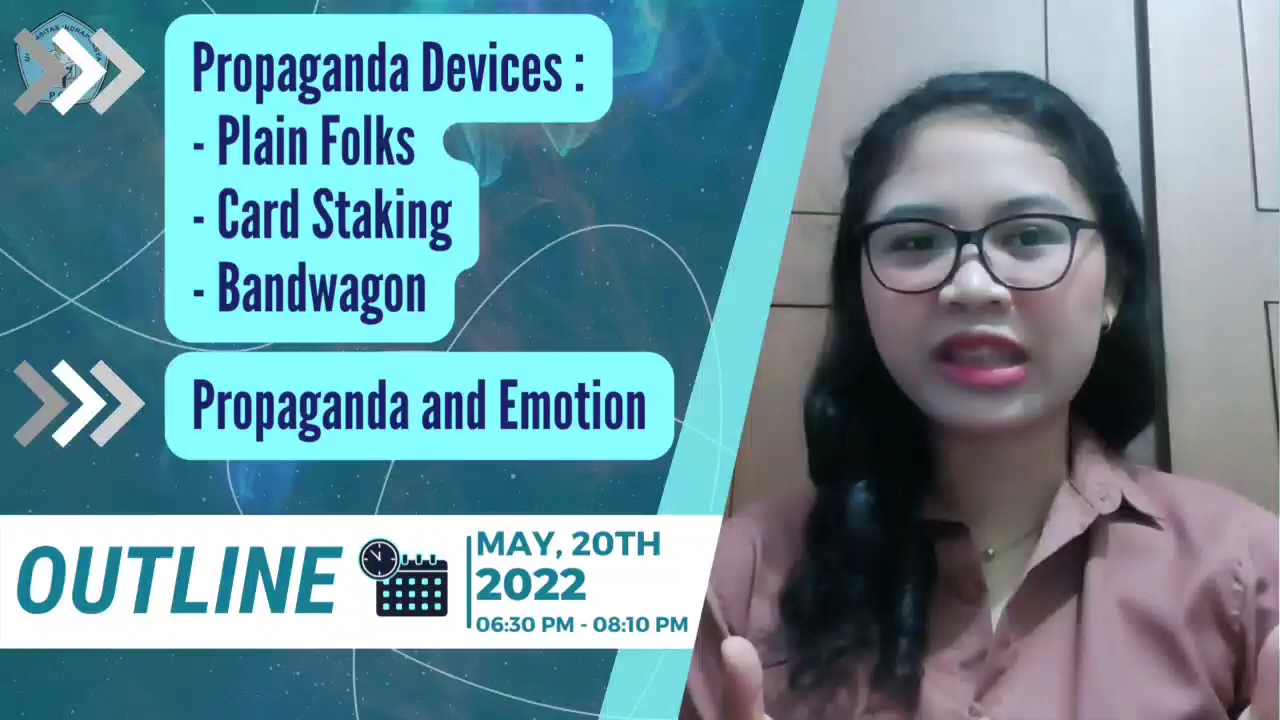 Propaganda Devices :
- Plain Folks
- Card Staking
- Bandwagon
Propaganda and Emotion
OUTLINE
MAY, 20TH
2022
06:30 PM - 08:10 PM